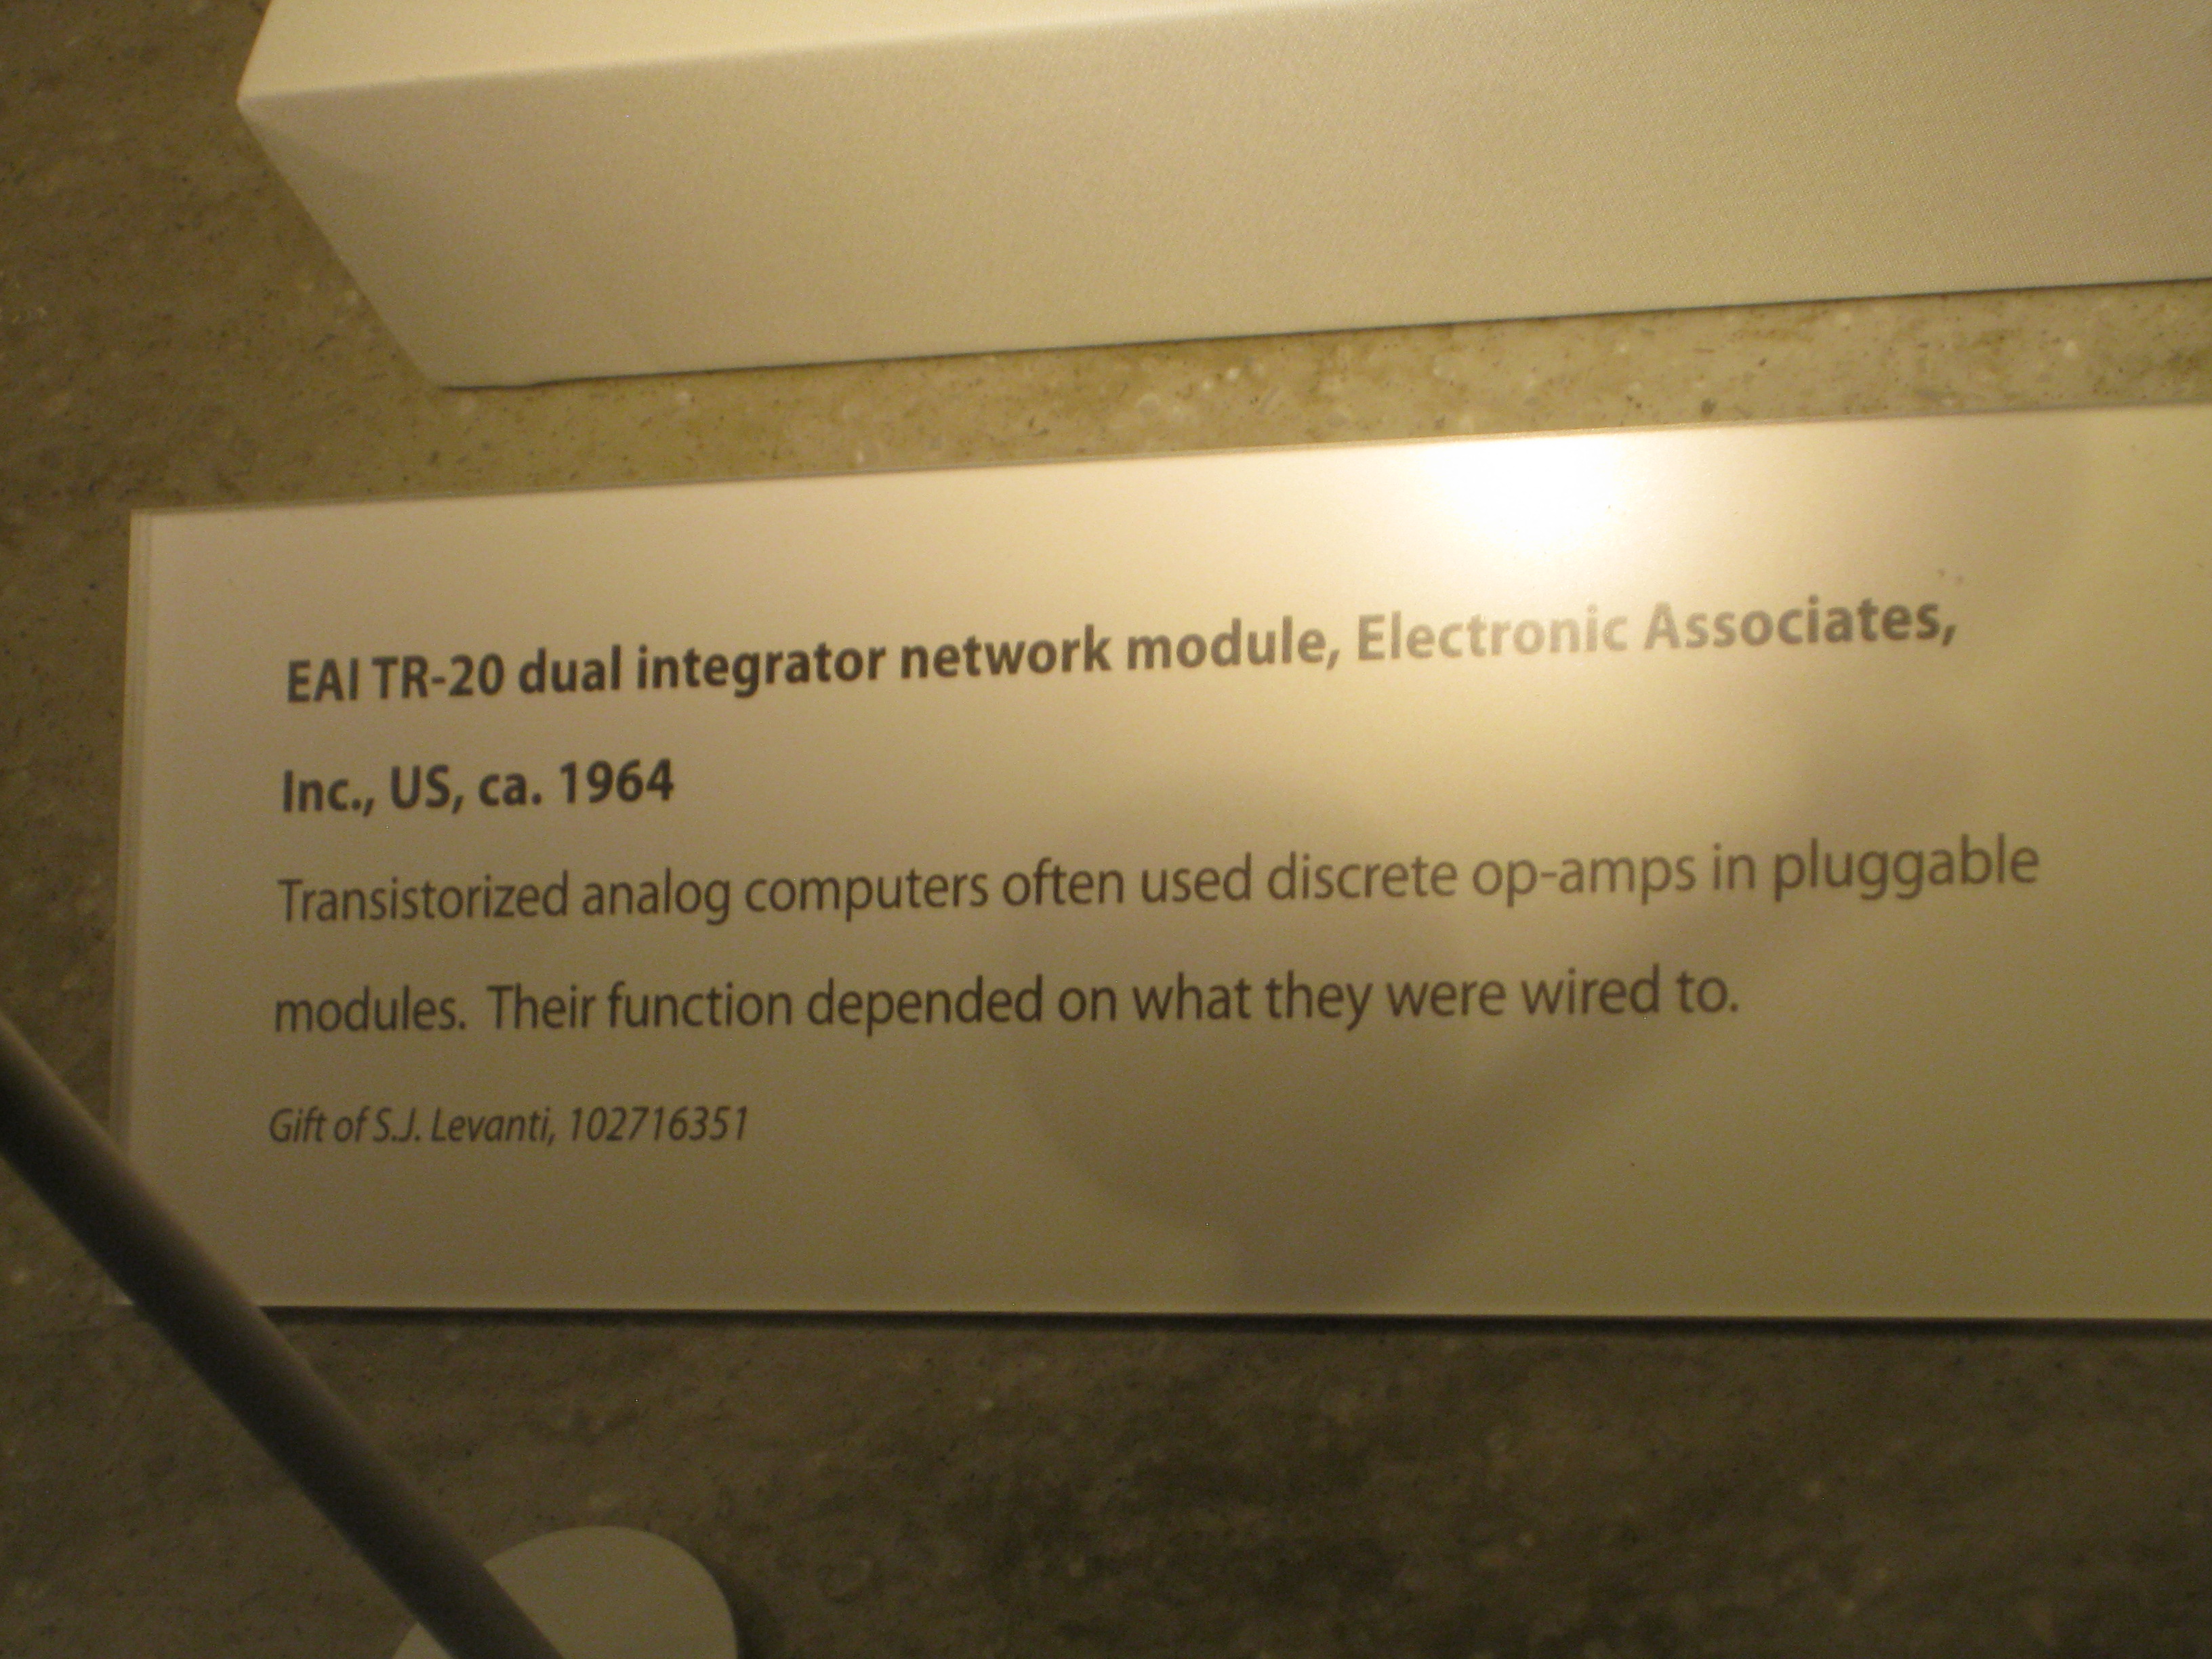 EAI TR-20 dual integrator network module, Electronic Associates,
Inc., US, ca. 1964
Transistorized analog computers often used discrete op-amps in pluggable
modules. Their function depended on what they were wired to.
Gift of S.J. Levanti, 102716351